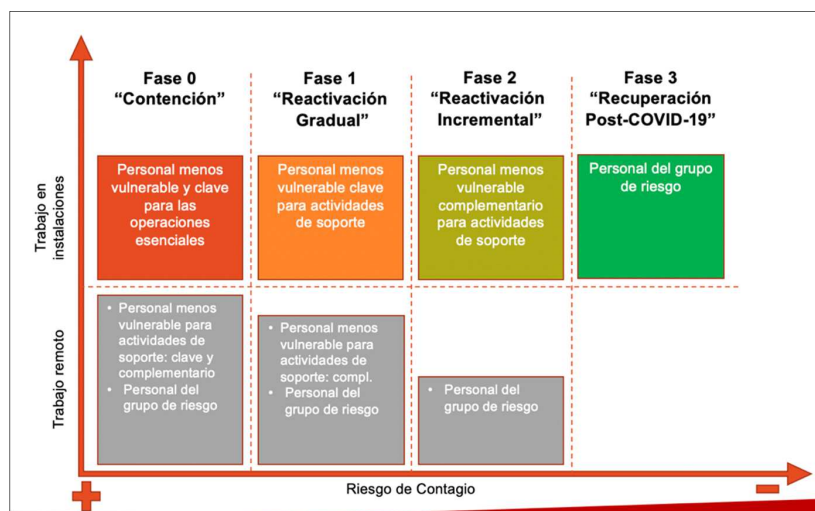 Fase 0
“Contención”
Fase 1
“Reactivación
Gradual”
Fase 2
“Reactivación
Incremental”
Fase 3
“Recuperación
Post-COVID-19”
Trabajo en
instalaciones
Personal menos
vulnerable y clave
para las
operaciones
esenciales
Personal menos
vulnerable clave
para actividades
de soporte
Personal menos
vulnerable
complementario
para actividades
de soporte
Personal del grupo
de riesgo
Trabajo remoto
• Personal menos
vulnerable para
actividades de
soporte: clave y
complementario
• Personal del
grupo de riesgo
• Personal menos
vulnerable para
actividades de
soporte: compl.
• Personal del
grupo de riesgo
• Personal del
grupo de riesgo
Riesgo de Contagio